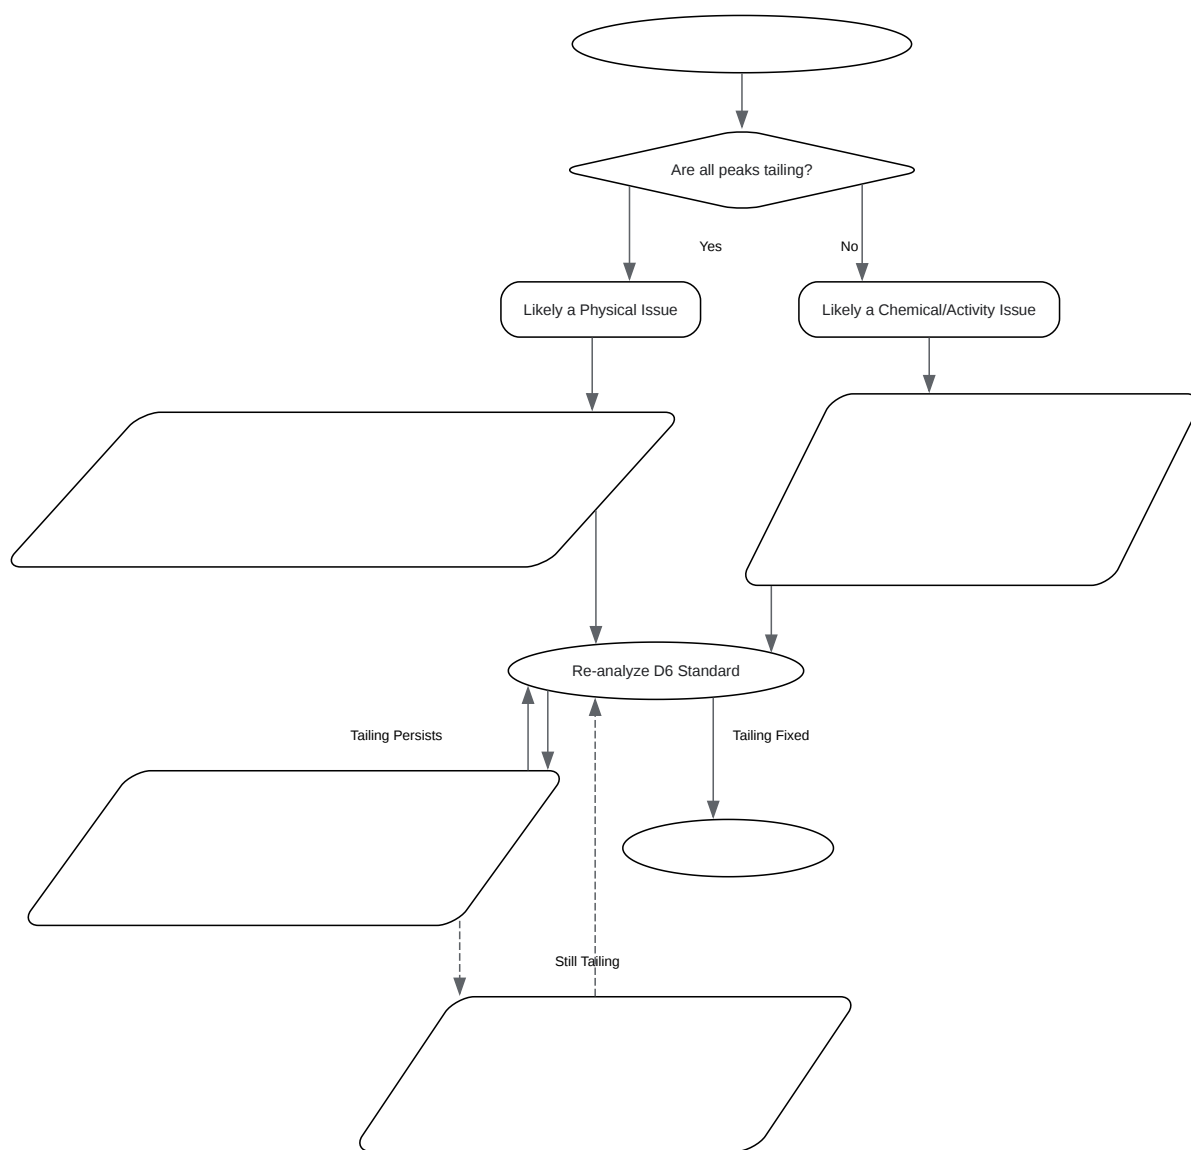 Are all peaks tailing?
Yes
No
Likely a Physical Issue
Likely a Chemical/Activity Issue
Re-analyze D6 Standard
Tailing Persists
Tailing Fixed
Still Tailing